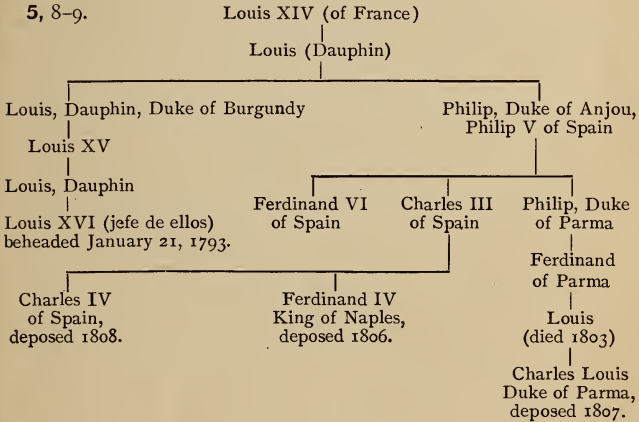 5, 8-9.
Louis XIV (of France)
Louis (Dauphin)
Louis, Dauphin, Duke of Burgundy
Philip, Duke of Anjou,
Philip V of Spain
Louis XV
Louis, Dauphin
Louis XVI (jefe de ellos)
beheaded January 21, 1793.
Ferdinand VI
of Spain
Charles III
of Spain
Philip, Duke
of Parma
Ferdinand
of Parma
Charles IV
of Spain,
deposed 1808.
Ferdinand IV
King of Naples,
deposed 1806.
Louis
(died 1803)
Charles Louis
Duke of Parma,
deposed 1807.